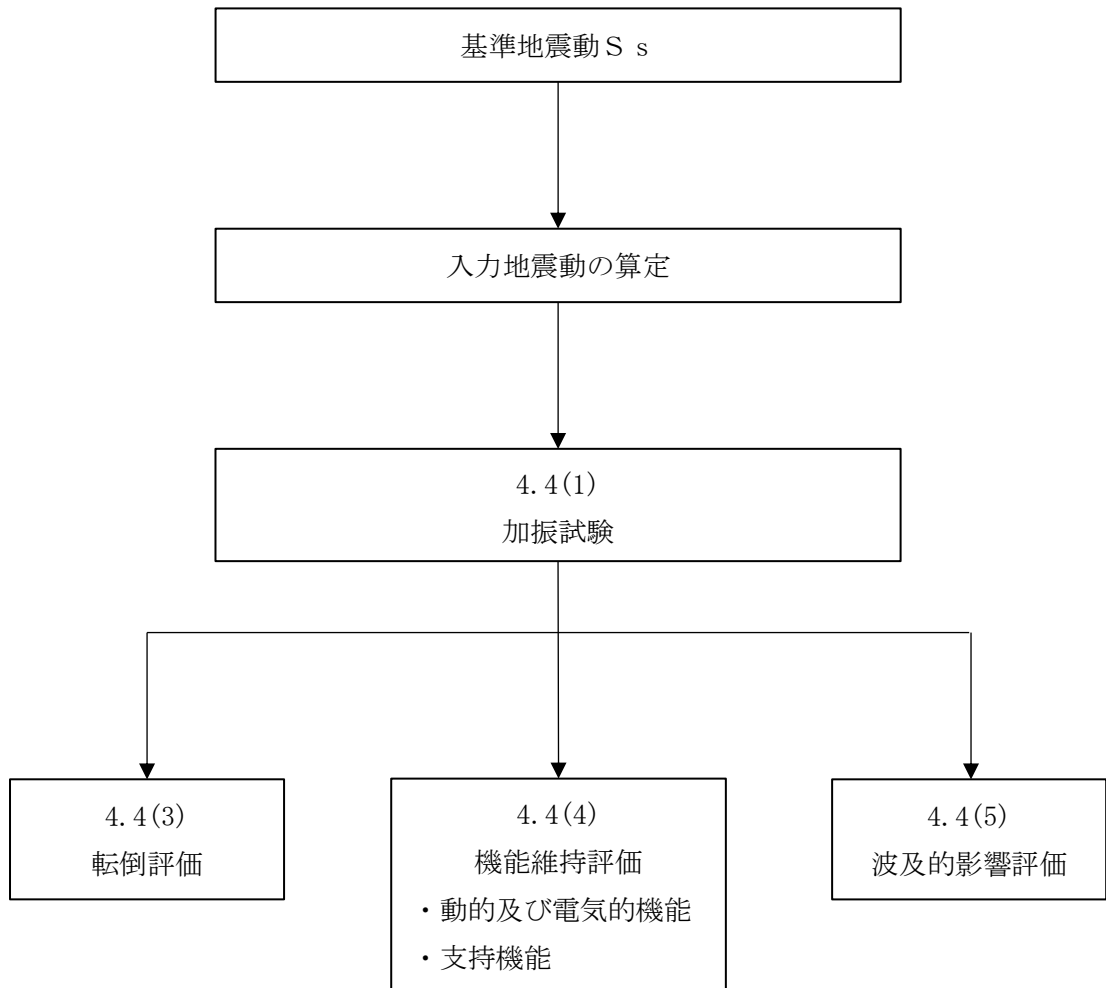 基準地震動Ｓｓ
入力地震動の算定
4.4(1)
加振試験
4.4(3)
転倒評価
4.4(4)
機能維持評価
・動的及び電気的機能
・支持機能
4.4(5)
波及的影響評価